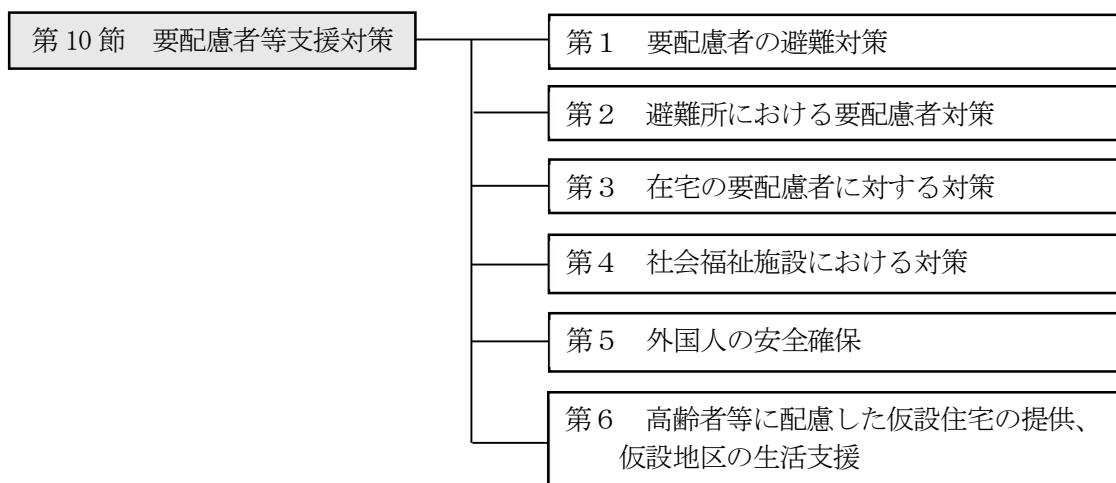 第10節　要配慮者等支援対策
第１　要配慮者の避難対策
第２　避難所における要配慮者対策
第３　在宅の要配慮者に対する対策
第４　社会福祉施設における対策
第５　外国人の安全確保
第６　高齢者等に配慮した仮設住宅の提供、
仮設地区の生活支援